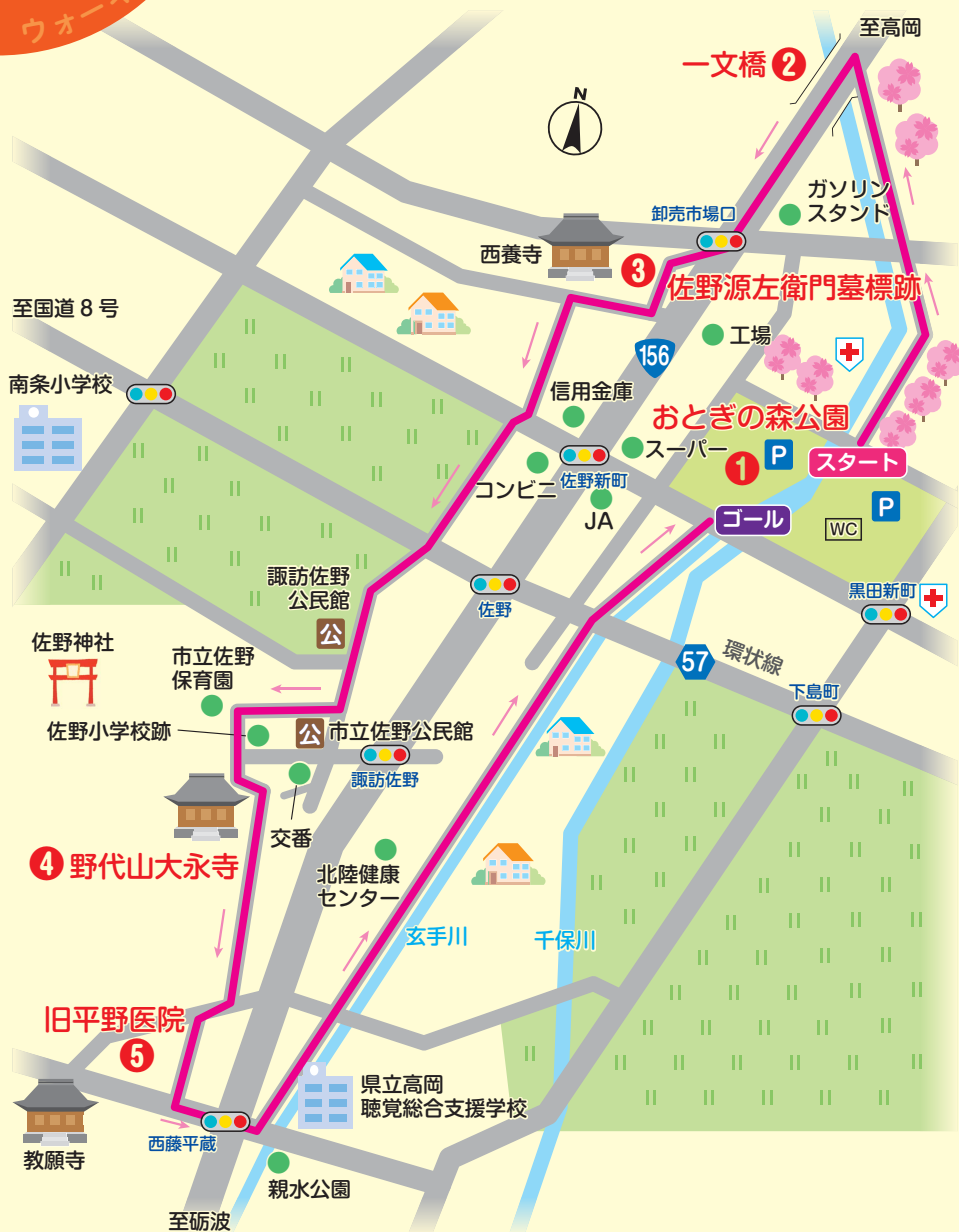 ウォー
至高岡
一文橋 2
N
ガソリン
スタンド
卸売市場口
西養寺
3
佐野源左衛門墓標跡
至国道8号
工場
156
南条小学校
信用金庫
おとぎの森公園
スーパー
1
P
スタート
コンビニ
佐野新町
JA
ゴール
P
WC
諏訪佐野
公民館
公
佐野
黒田新町
佐野神社
市立佐野
保育園
57
環状線
下島町
佐野小学校跡
公
市立佐野公民館
諏訪佐野
交番
4 野代山大永寺
北陸健康
センター
玄手川
千保川
旧平野医院
5
県立高岡
聴覚総合支援学校
西藤平蔵
教願寺
親水公園
至砺波